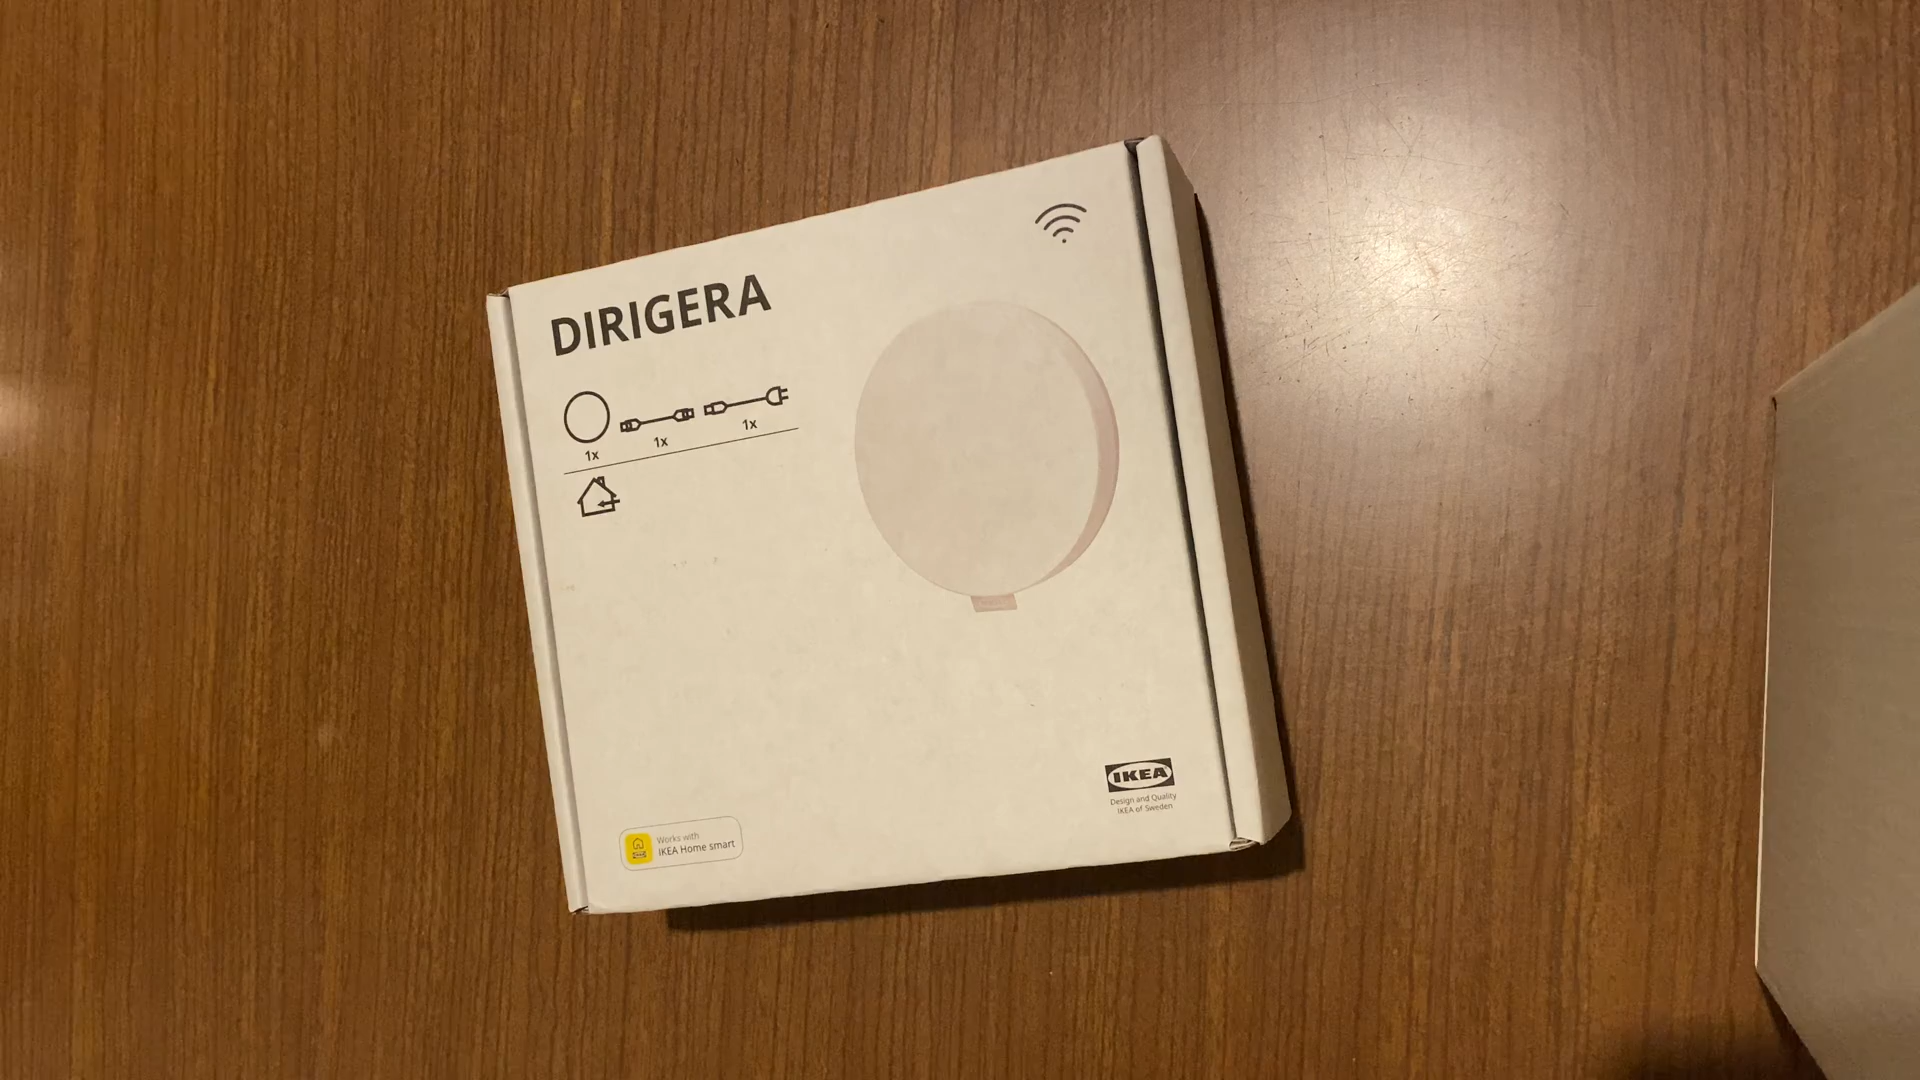 DIRIGERA
1x
1x
1x
IKEA
Design and Quality
IKEA of Sweden
Works with
IKEA Home smart